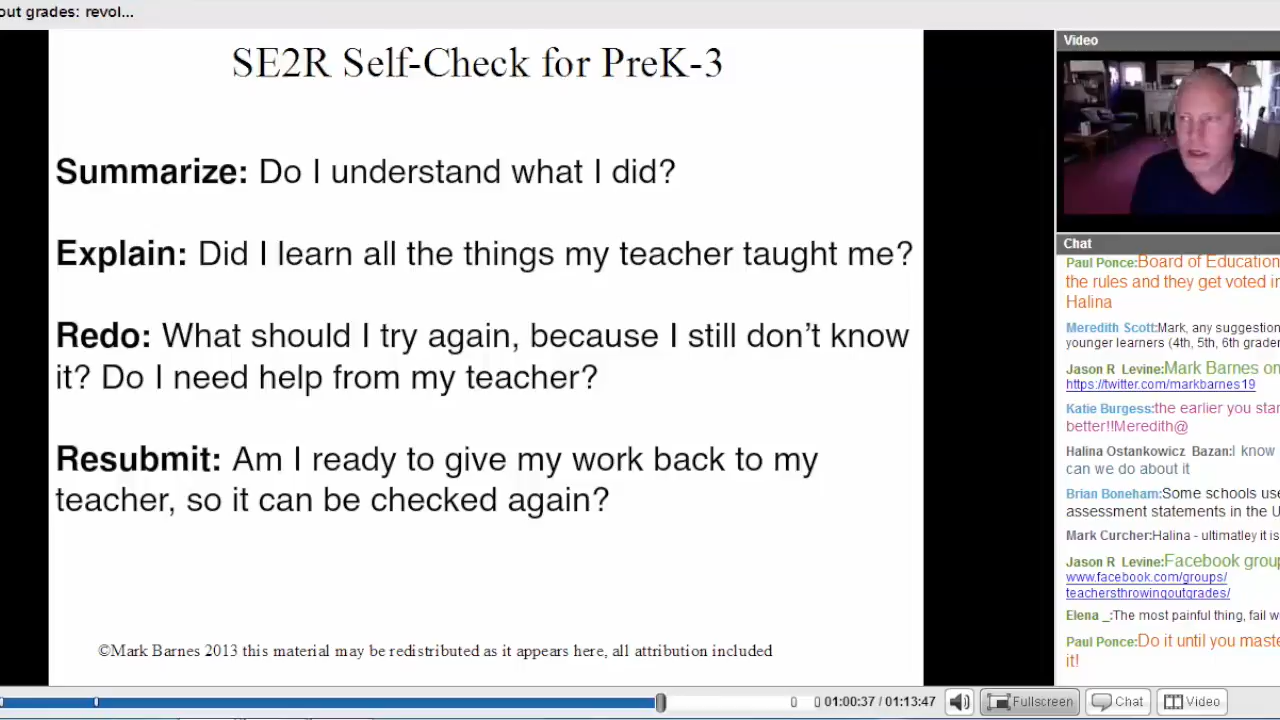 out grades: revol...
SE2R Self-Check for PreK-3
Summarize: Do I understand what I did?
Explain: Did I learn all the things my teacher taught me?
Redo: What should I try again, because I still don’t know
it? Do I need help from my teacher?
Resubmit: Am I ready to give my work back to my
teacher, so it can be checked again?
©Mark Barnes 2013 this material may be redistributed as it appears here, all attribution included
Video
Chat
Paul Ponce:Board of Education
the rules and they get voted in
Halina
Meredith Scott:Mark, any suggestion
younger learners (4th, 5th, 6th grader
Jason R Levine:Mark Barnes on
https://twitter.com/markbarnes19
Katie Burgess:the earlier you star
better!!Meredith@
Halina Ostankowicz Bazan:I know
can we do about it
Brian Boneham:Some schools use
assessment statements in the U
Mark Curcher:Halina - ultimatley it is
Jason R Levine:Facebook group
www.facebook.com/groups/
teachersthrowingoutgrades/
Elena _:The most painful thing, fail w
Paul Ponce:Do it until you maste
it!
01:00:37 / 01:13:47
Fullscreen
Chat
Video